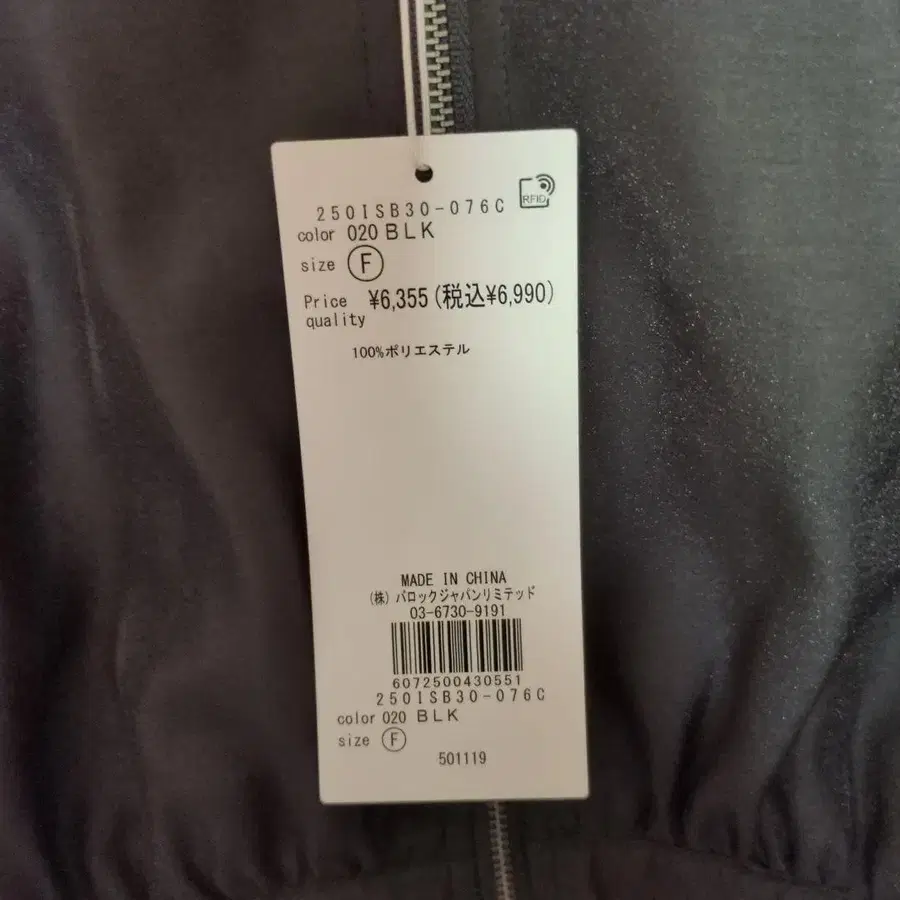 RFID
250ISB30-076C
color 020 BLK
size F
Price ¥6,355(税込¥6,990)
quality
100%ポリエステル
MADE IN CHINA
(株)バロックジャパンリミテッド
03-6730-9191
6072500430551
250ISB30-076C
color 020 BLK
size F
501119